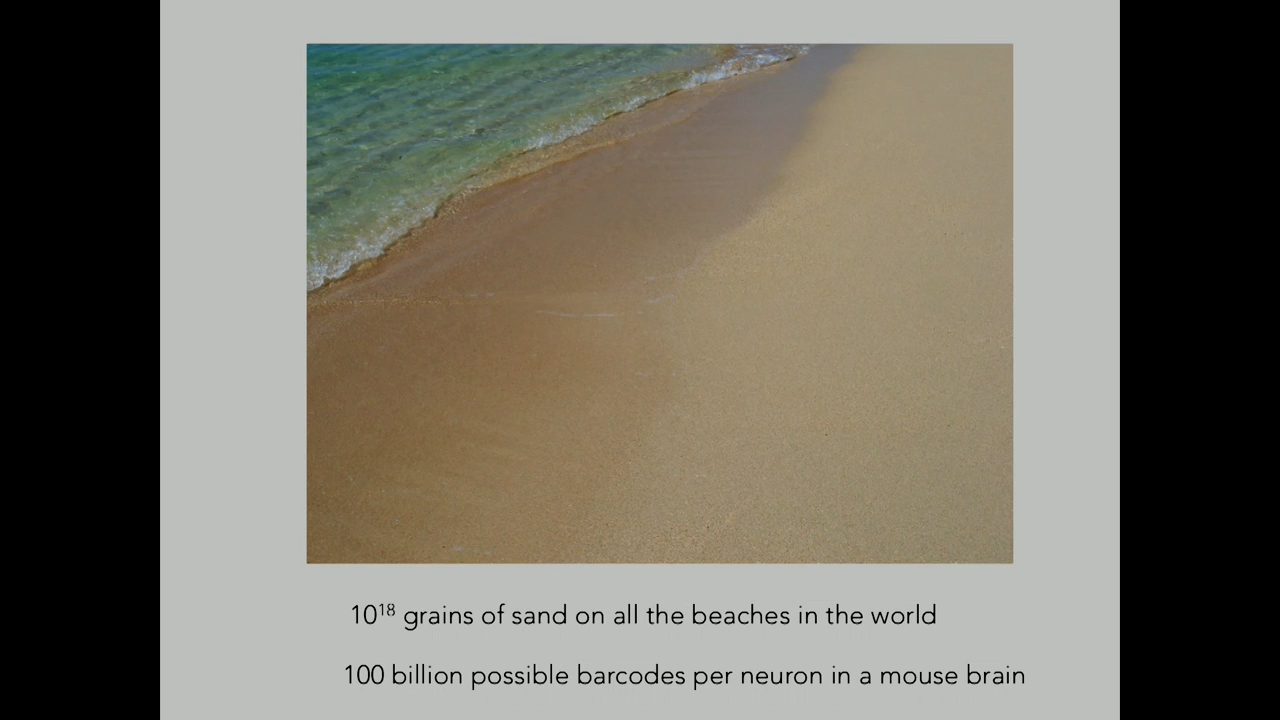 10¹⁸ grains of sand on all the beaches in the world
100 billion possible barcodes per neuron in a mouse brain